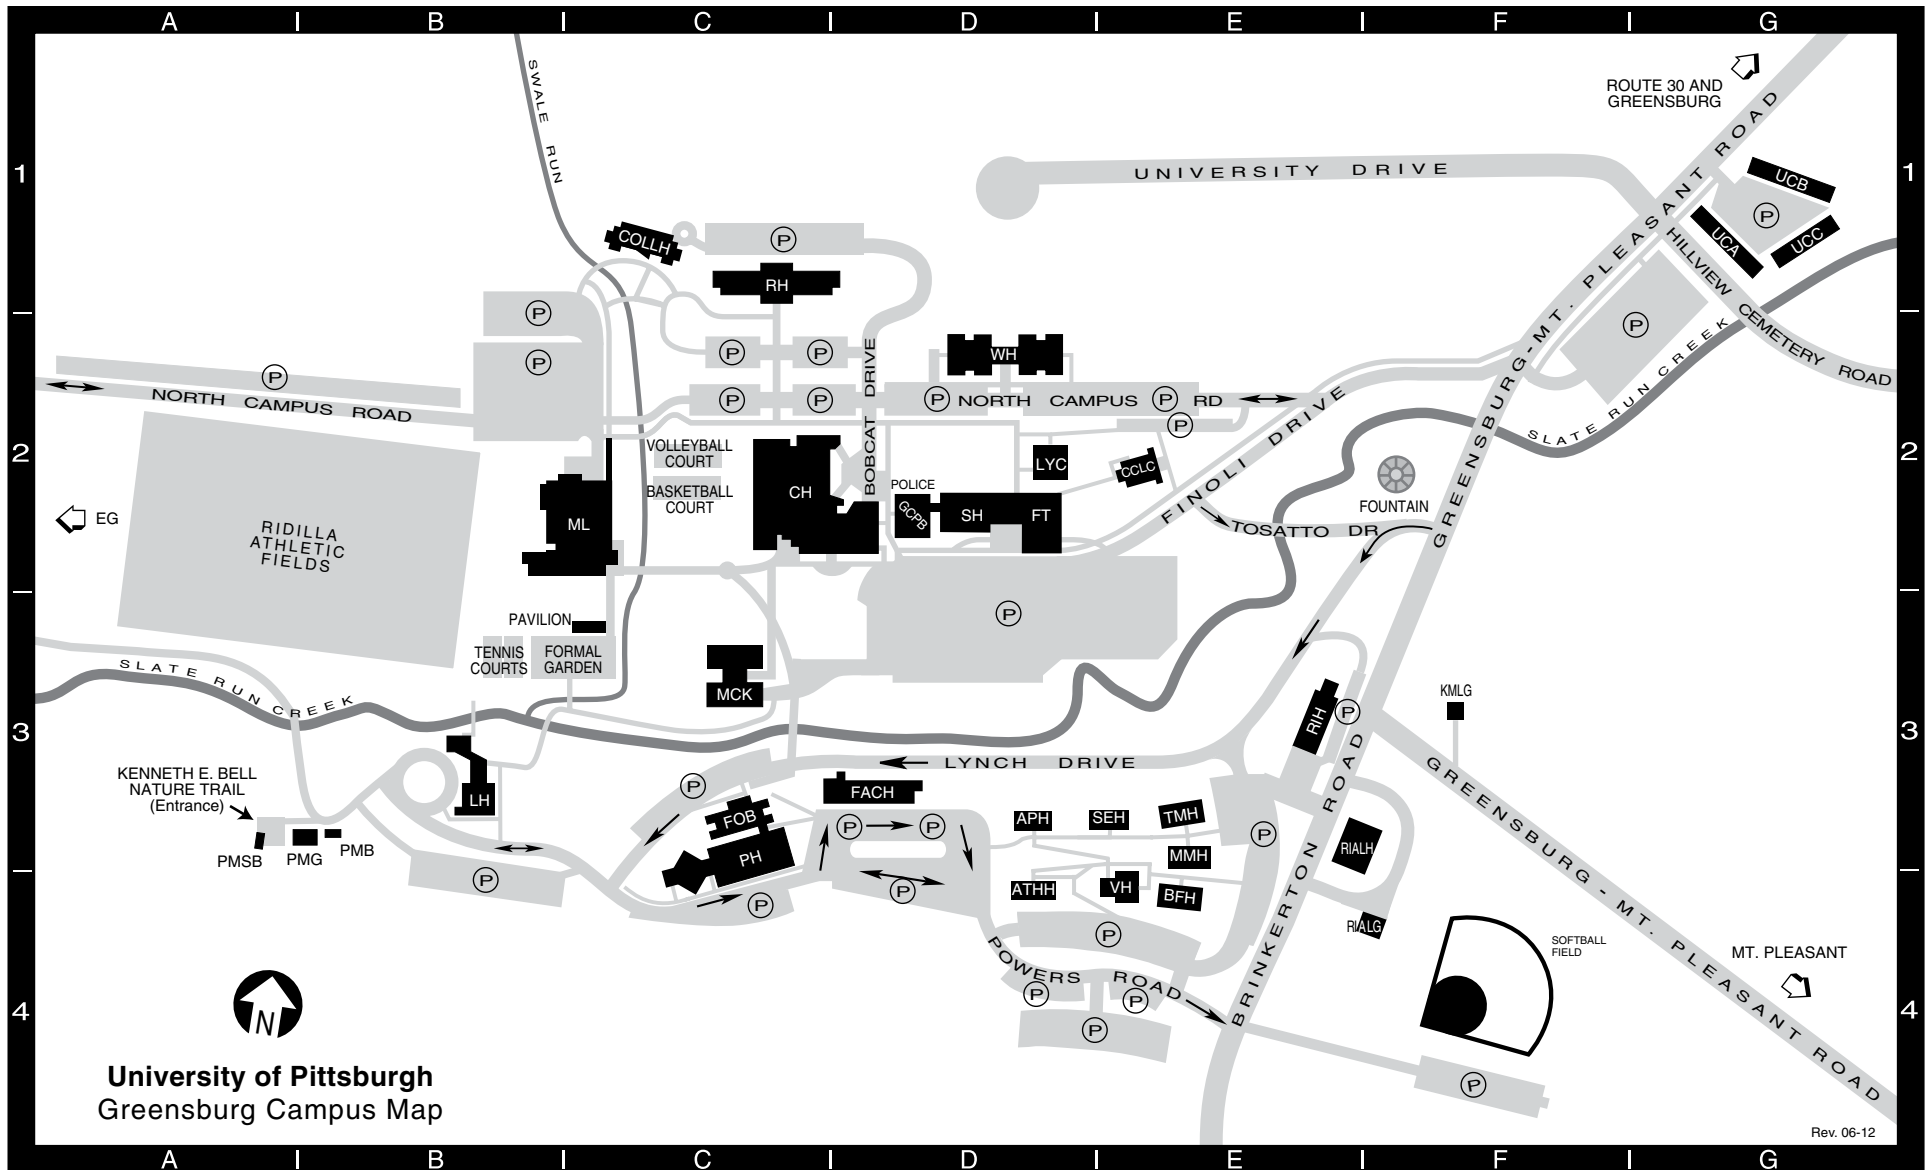 A B C D E F G
SWALE RUN
ROUTE 30 AND
GREENSBURG
1
1
UNIVERSITY DRIVE
GREENSBURG-MT. PLEASANT ROAD
UCB
P
UCA
UCC
COLLH
P
RH
HILLVIEW CEMETERY ROAD
P
P
P
P
P
WH
P
SLATE RUN CREEK
P
NORTH CAMPUS ROAD
P
P
BOBCAT DRIVE
P
NORTH CAMPUS
P
RD
P
FINOLI DRIVE
2
2
VOLLEYBALL
COURT
BASKETBALL
COURT
CH
LYC
CCLC
POLICE
GCPB
SH
FT
FOUNTAIN
TOSATTO DR
EG
RIDILLA
ATHLETIC
FIELDS
ML
P
PAVILION
TENNIS
COURTS
FORMAL
GARDEN
SLATE RUN CREEK
MCK
KMLG
RIH
P
3
3
LYNCH DRIVE
KENNETH E. BELL
NATURE TRAIL
(Entrance)
LH
P
FACH
FOB
PH
P
P
APH
SEH
TMH
P
RIALH
PMSB
PMG
PMB
MMH
P
P
P
ATHH
VH
BFH
RIALG
BRINKERTON ROAD
GREENSBURG - MT. PLEASANT ROAD
P
SOFTBALL
FIELD
MT. PLEASANT
POWERS ROAD
P
P
P
P
4
4
N
University of Pittsburgh
Greensburg Campus Map
Rev. 06-12
A B C D E F G